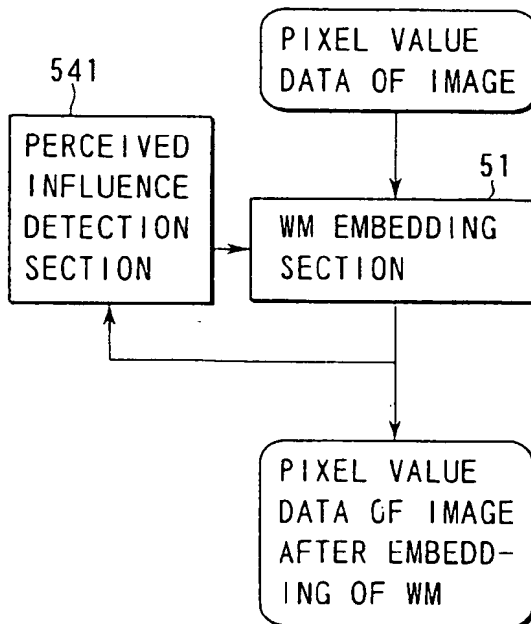 PIXEL VALUE
DATA OF IMAGE
541
PERCEIVED
INFLUENCE
DETECTION
SECTION
51
WM EMBEDDING
SECTION
PIXEL VALUE
DATA OF IMAGE
AFTER EMBEDD-
ING OF WM